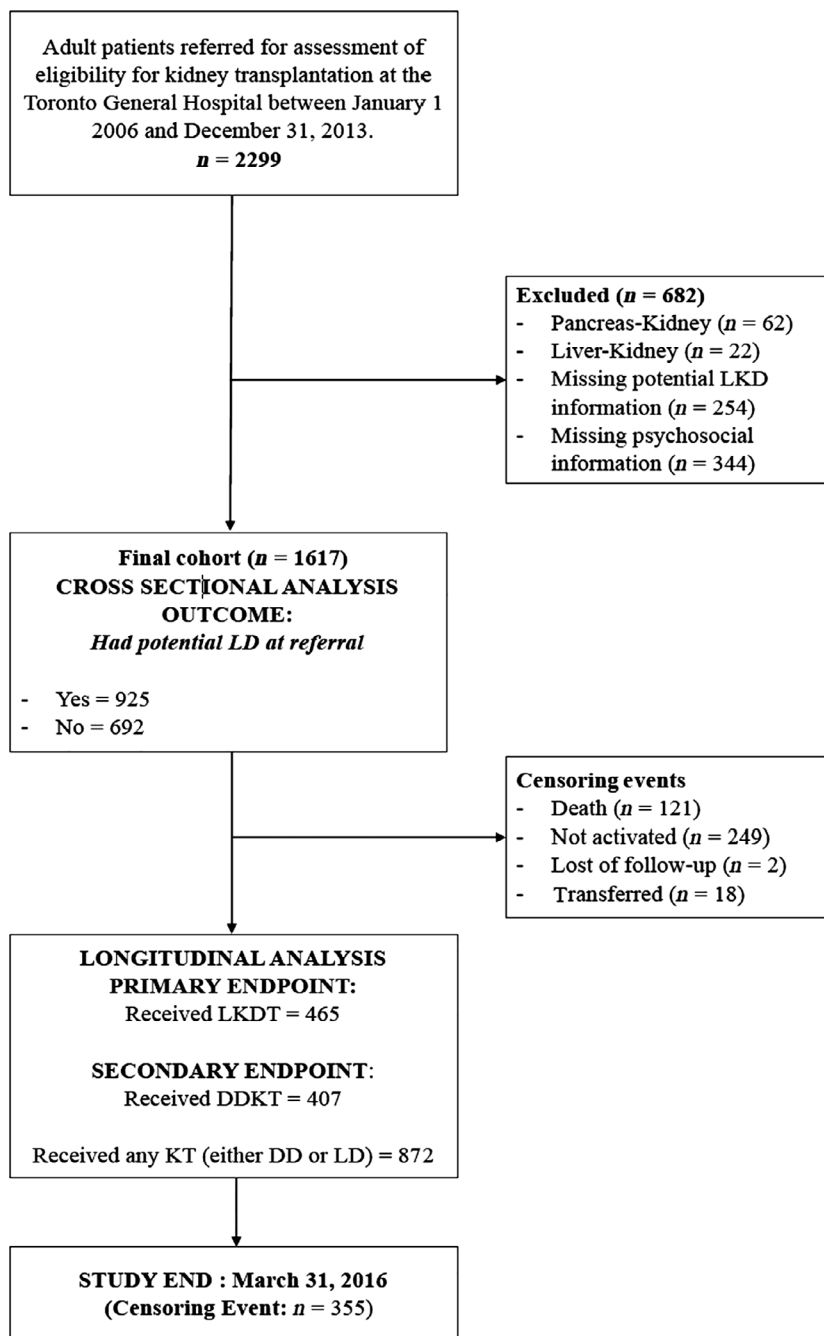 Adult patients referred for assessment of
eligibility for kidney transplantation at the
Toronto General Hospital between January 1
2006 and December 31, 2013.
n = 2299
Excluded (n = 682)
- Pancreas-Kidney (n = 62)
- Liver-Kidney (n = 22)
- Missing potential LKD
information (n = 254)
- Missing psychosocial
information (n = 344)
Final cohort (n = 1617)
CROSS SECTIONAL ANALYSIS
OUTCOME:
Had potential LD at referral
- Yes = 925
- No = 692
Censoring events
- Death (n = 121)
- Not activated (n = 249)
- Lost of follow-up (n = 2)
- Transferred (n = 18)
LONGITUDINAL ANALYSIS
PRIMARY ENDPOINT:
Received LKDT = 465
SECONDARY ENDPOINT:
Received DDKT = 407
Received any KT (either DD or LD) = 872
STUDY END : March 31, 2016
(Censoring Event: n = 355)